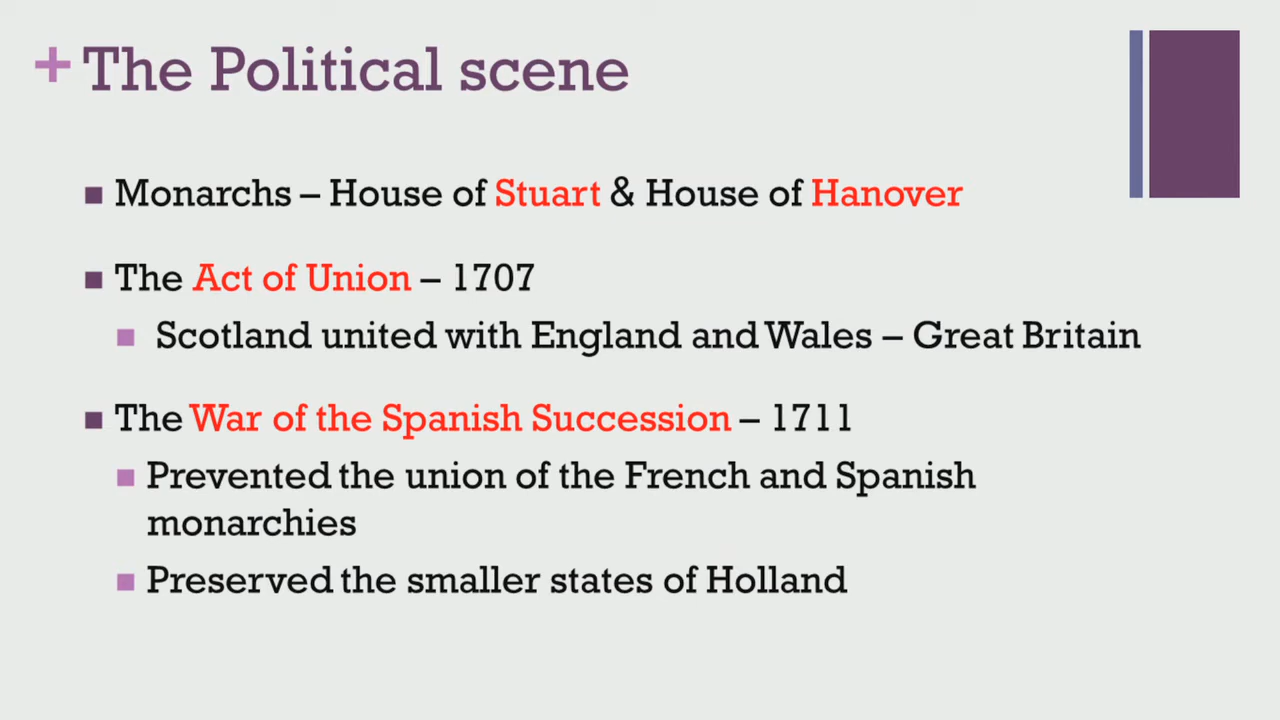 + The Political scene
■ Monarchs – House of Stuart & House of Hanover
■ The Act of Union – 1707
■ Scotland united with England and Wales – Great Britain
■ The War of the Spanish Succession – 1711
■ Prevented the union of the French and Spanish
monarchies
■ Preserved the smaller states of Holland